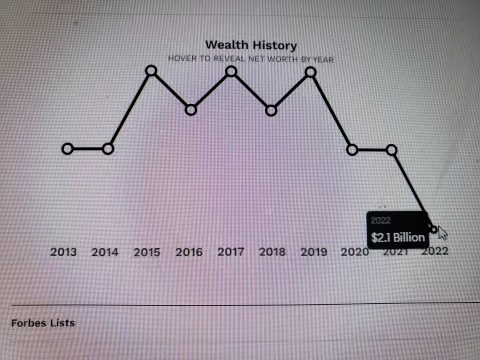 Wealth History
HOVER TO REVEAL NET WORTH BY YEAR
2022
$2.1 Billion
2013 2014 2015 2016 2017 2018 2019 2020 2021 2022
Forbes Lists